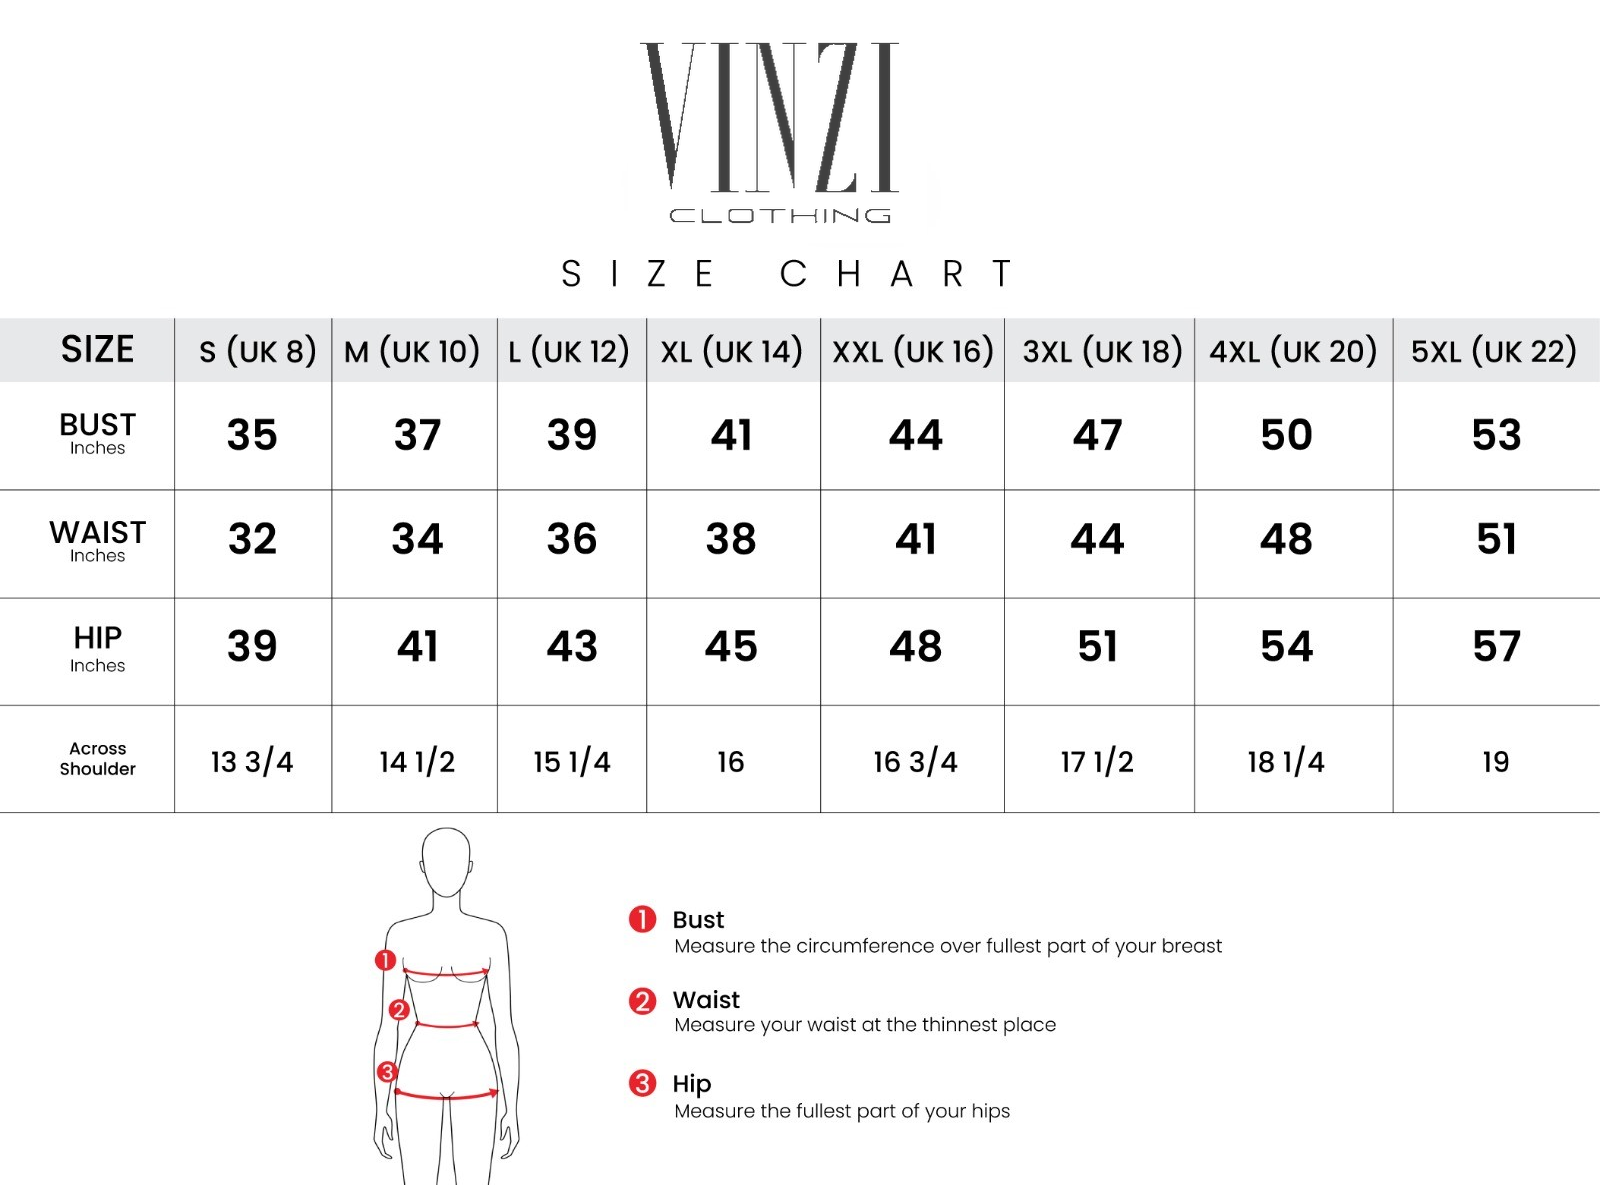 VINZI
CLOTHING
SIZE CHART
SIZE S (UK 8) M (UK 10) L (UK 12) XL (UK 14) XXL (UK 16) 3XL (UK 18) 4XL (UK 20) 5XL (UK 22)
BUST 35 37 39 41 44 47 50 53
Inches
WAIST 32 34 36 38 41 44 48 51
Inches
HIP 39 41 43 45 48 51 54 57
Inches
Across
Shoulder 13 3/4 14 1/2 15 1/4 16 16 3/4 17 1/2 18 1/4 19
1
2
3
1 Bust
Measure the circumference over fullest part of your breast
2 Waist
Measure your waist at the thinnest place
3 Hip
Measure the fullest part of your hips